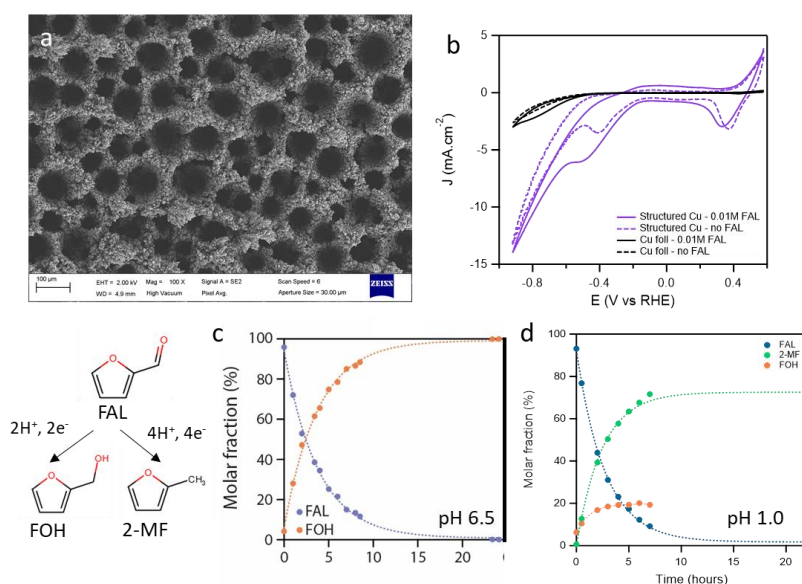 a
100 µm
EHT = 2.00 kV
Mag = 100 X
Signal A = SE2
Scan Speed = 6
WD = 4.9 mm
High Vacuum
Pixel Avg.
Aperture Size = 30.00 µm
ZEISS
b
5
0
-5
-10
-15
J (mA.cm⁻²)
Structured Cu - 0.01M FAL
Structured Cu - no FAL
Cu foil - 0.01M FAL
Cu foil - no FAL
-0.8
-0.4
0.0
0.4
E (V vs RHE)
O
O
FAL
2H⁺, 2e⁻
4H⁺, 4e⁻
O
OH
FOH
O
CH₃
2-MF
c
100
80
60
40
20
0
Molar fraction (%)
FAL
FOH
pH 6.5
0
5
10
15
20
d
100
80
60
40
20
0
Molar fraction (%)
FAL
2-MF
FOH
pH 1.0
0
5
10
15
20
Time (hours)